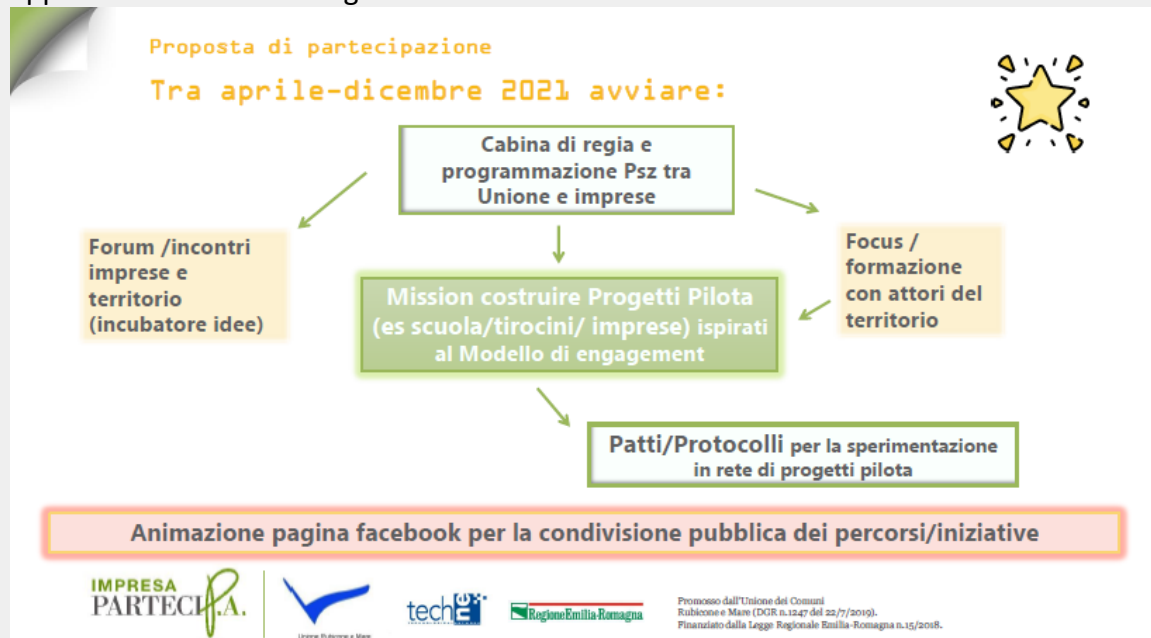 Proposta di partecipazione
Tra aprile-dicembre 2021 avviare:
Cabina di regia e
programmazione Psz tra
Unione e imprese
Forum /incontri
imprese e
territorio
(incubatore idee)
Focus /
formazione
con attori del
territorio
Mission costruire Progetti Pilota
(es scuola/tirocini/ imprese) ispirati
al Modello di engagement
Patti/Protocolli per la sperimentazione
in rete di progetti pilota
Animazione pagina facebook per la condivisione pubblica dei percorsi/iniziative
IMPRESA
PARTECIP.A.
Unione Rubicone e Mare
techne
RegioneEmilia-Romagna
Promosso dall'Unione dei Comuni
Rubicone e Mare (DGR n.1247 del 22/7/2019).
Finanziato dalla Legge Regionale Emilia-Romagna n.15/2018.